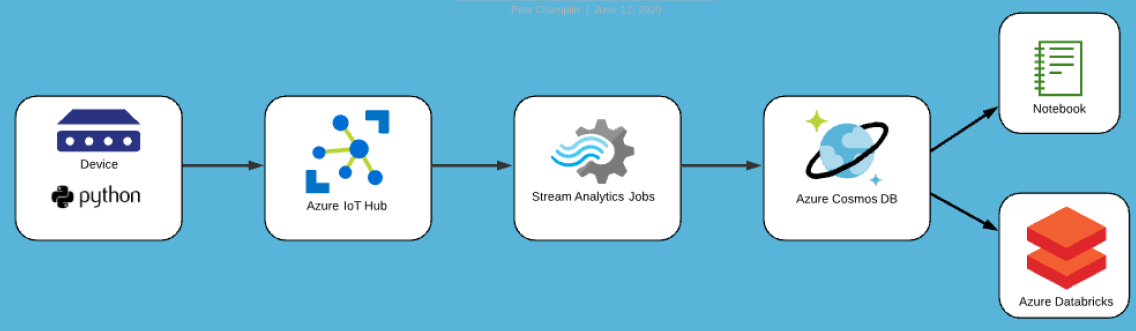 Pete Champlin | June 12, 2020
Device
python
Azure IoT Hub
Stream Analytics Jobs
Azure Cosmos DB
Notebook
Azure Databricks